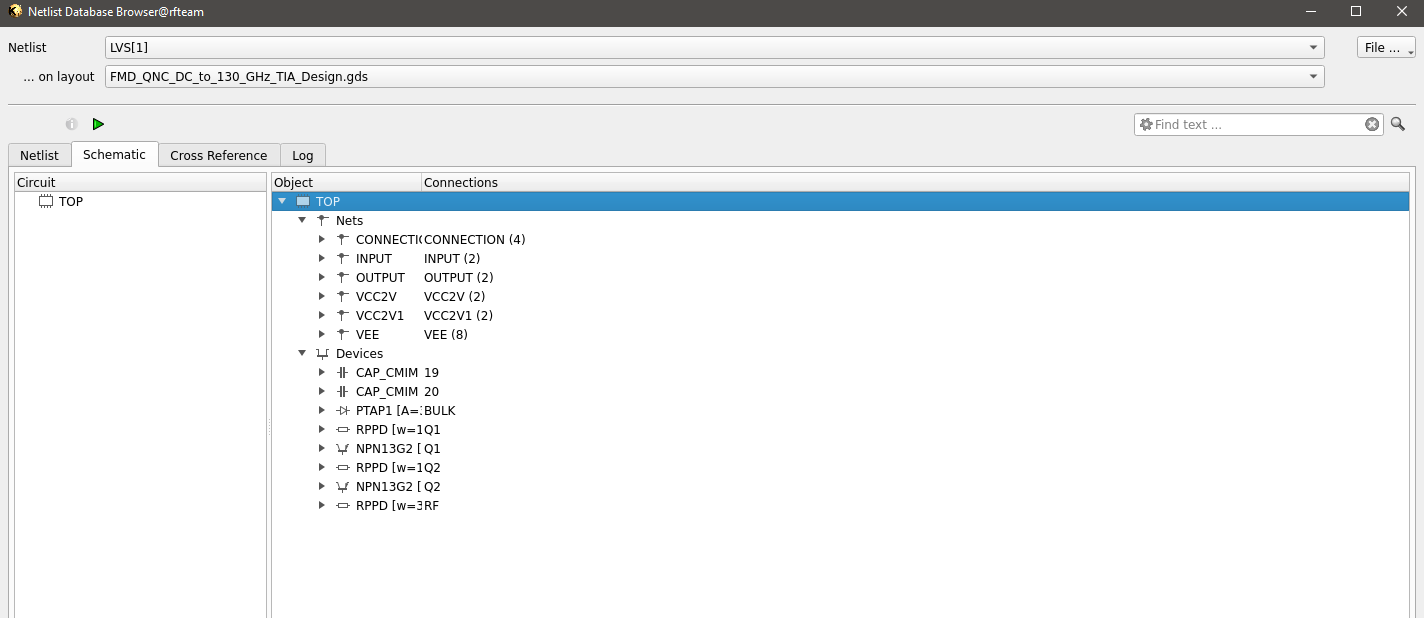 Netlist Database Browser@rfteam
Netlist LVS[1] File ...
... on layout FMD_QNC_DC_to_130_GHz_TIA_Design.gds
Find text ...
Netlist Schematic Cross Reference Log
Circuit Object Connections
TOP TOP
Nets
CONNECTIO CONNECTION (4)
INPUT INPUT (2)
OUTPUT OUTPUT (2)
VCC2V VCC2V (2)
VCC2V1 VCC2V1 (2)
VEE VEE (8)
Devices
CAP_CMIM 19
CAP_CMIM 20
PTAP1 [A=: BULK
RPPD [w=1 Q1
NPN13G2 [ Q1
RPPD [w=1 Q2
NPN13G2 [ Q2
RPPD [w=3 RF